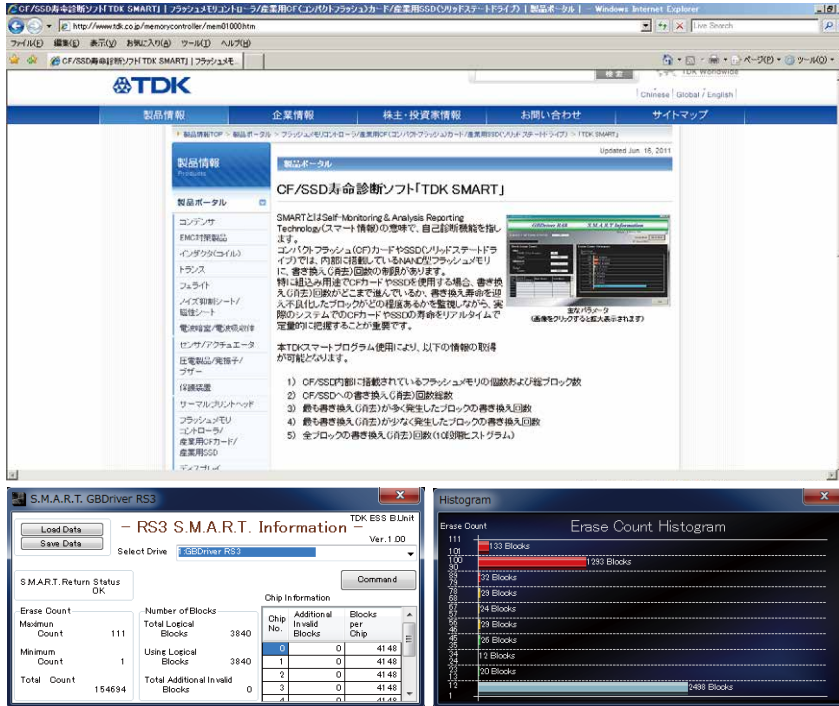 CF/SSD寿命診断ソフト「TDK SMART」 | フラッシュメモリコントローラ/産業用CF(コンパクトフラッシュ)カード/産業用SSD(ソリッドステートドライブ) | 製品ポータル | - Windows Internet Explorer
http://www.tdk.co.jp/memorycontroller/mem01000.htm
Live Search
ファイル(F) 編集(E) 表示(V) お気に入り(A) ツール(T) ヘルプ(H)
CF/SSD寿命診断ソフト「TDK SMART」 | フラッシュメモ...
ページ(P) ツール(O)
検索
TDK Worldwide
TDK
Chinese | Global / English
製品情報 企業情報 株主・投資家情報 お問い合わせ サイトマップ
製品情報TOP > 製品ポータル > フラッシュメモリコントローラ/産業用CF(コンパクトフラッシュ)カード/産業用SSD(ソリッドステートドライブ) > 「TDK SMART」
Updated Jun. 16, 2011
製品情報
Products
製品ポータル
製品ポータル
CF/SSD寿命診断ソフト「TDK SMART」
コンデンサ
EMC対策製品
インダクタ(コイル)
トランス
フェライト
ノイズ抑制シート/
磁性シート
電波暗室/電波吸収体
センサ/アクチュエータ
圧電製品/発振子/
ブザー
保護装置
サーマルプリントヘッド
フラッシュメモリ
コントローラ/
産業用CFカード/
産業用SSD
ディスプレイ
SMARTとはSelf-Monitoring & Analysis Reporting
Technology(スマート情報)の意味で、自己診断機能を指し
ます。
コンパクトフラッシュ(CF)カードやSSD(ソリッドステートドラ
イブ)では、内部に搭載しているNAND型フラッシュメモリ
に、書き換え(消去)回数の制限があります。
特に組込み用途でCFカードやSSDを使用する場合、書き換
え(消去)回数がどこまで進んでいるか、書き換え寿命を迎
え不良化したブロックがどの程度あるかを監視しながら、実
際のシステムでのCFカードやSSDの寿命をリアルタイムで
定量的に把握することが重要です。
主なパラメータ
(画像をクリックすると拡大表示されます)
本TDKスマートプログラム使用により、以下の情報の取得
が可能となります。
1) CF/SSD内部に搭載されているフラッシュメモリの個数および総ブロック数
2) CF/SSDへの書き換え(消去)回数総数
3) 最も書き換え(消去)が多く発生したブロックの書き換え回数
4) 最も書き換え(消去)が少なく発生したブロックの書き換え回数
5) 全ブロックの書き換え(消去)回数(10段階ヒストグラム)
S.M.A.R.T. GBDriver RS3
Load Data
Save Data
- RS3 S.M.A.R.T. Information -
TDK ESS B.Unit
Ver.1.00
Select Drive 1:GBDriver RS3
S.M.A.R.T. Return Status
OK
Command
Erase Count
Maximun
Count 111
Minimum
Count 1
Total Count
154694
Number of Blocks
Total Logical
Blocks 3840
Using Logical
Blocks 3840
Total Additional Invalid
Blocks 0
Chip Information
Chip No. Additional Invalid Blocks Blocks per Chip
0 0 4148
1 0 4148
2 0 4148
3 0 4148
4 0 4148
Histogram
Erase Count
Erase Count Histogram
111
101
133 Blocks
100
90
1293 Blocks
89
79
32 Blocks
78
68
29 Blocks
67
57
24 Blocks
56
46
29 Blocks
45
35
26 Blocks
34
24
12 Blocks
23
13
20 Blocks
12
1
2498 Blocks